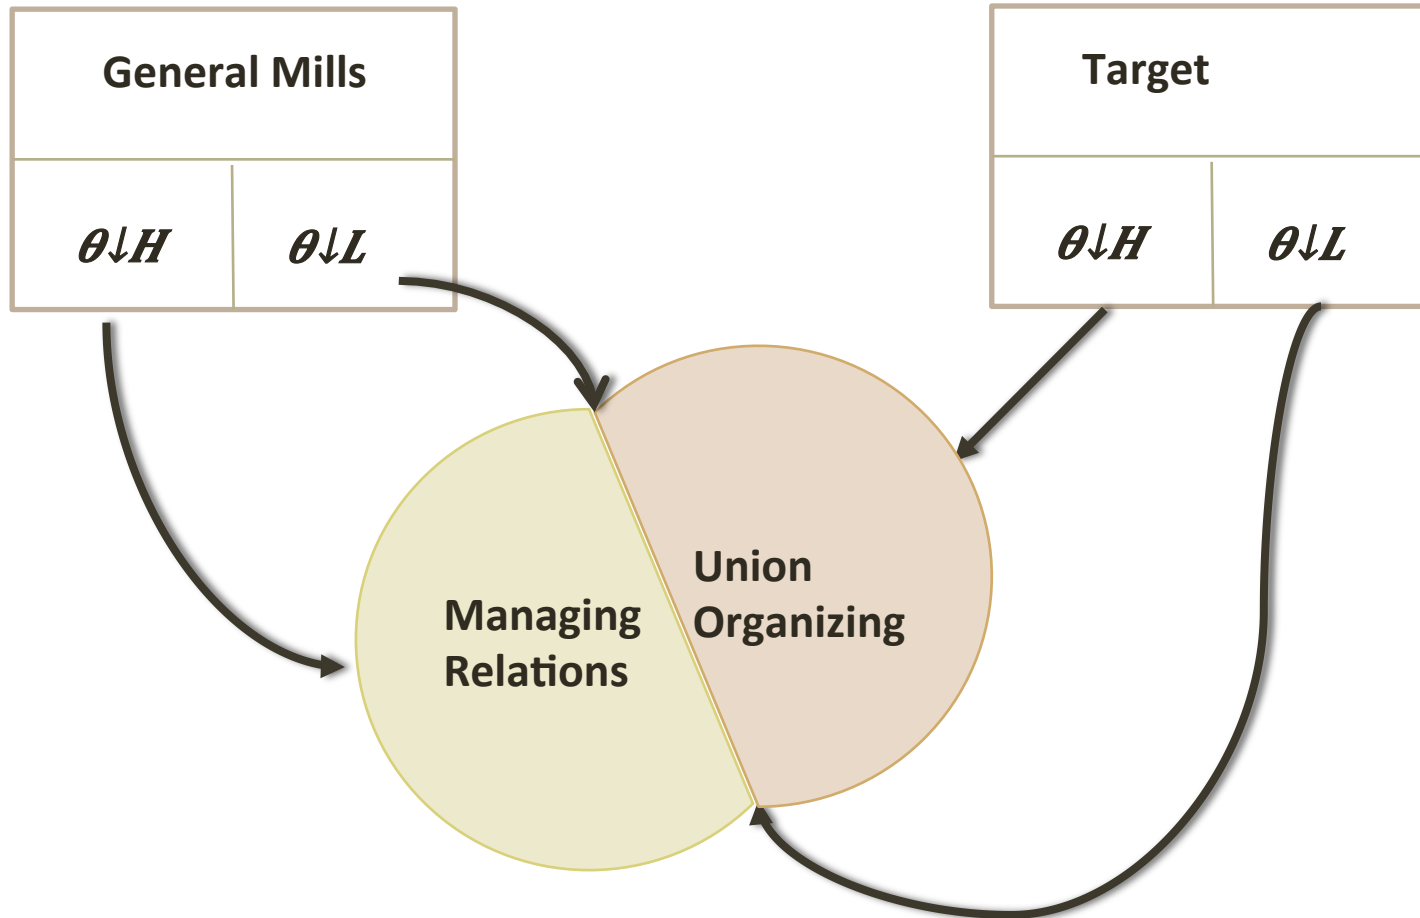 General Mills
Target
θ↓H
θ↓L
θ↓H
θ↓L
Union
Organizing
Managing
Relations